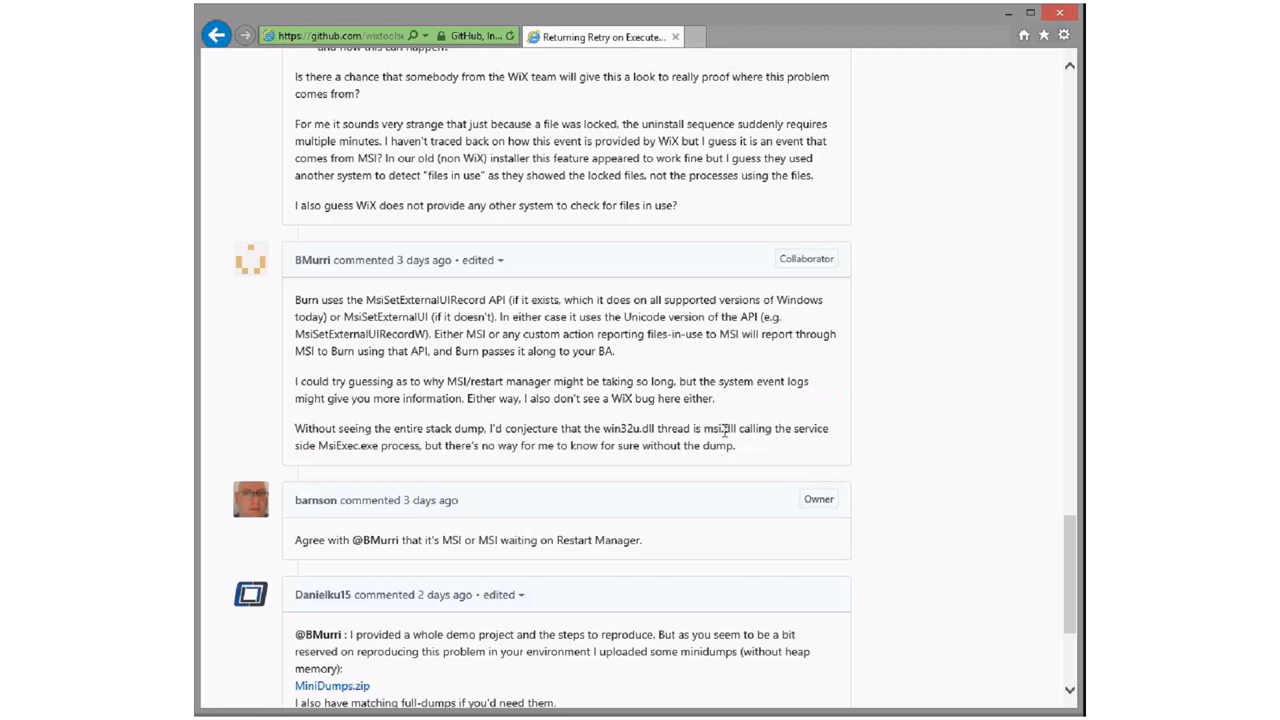 https://github.com/wixtools
GitHub, In...
Returning Retry on Execute...
and how this can happen?
Is there a chance that somebody from the WiX team will give this a look to really proof where this problem
comes from?
For me it sounds very strange that just because a file was locked, the uninstall sequence suddenly requires
multiple minutes. I haven't traced back on how this event is provided by WiX but I guess it is an event that
comes from MSI? In our old (non WiX) installer this feature appeared to work fine but I guess they used
another system to detect "files in use" as they showed the locked files, not the processes using the files.
I also guess WiX does not provide any other system to check for files in use?
BMurri commented 3 days ago • edited
Collaborator
Burn uses the MsiSetExternalUIRecord API (if it exists, which it does on all supported versions of Windows
today) or MsiSetExternalUI (if it doesn't). In either case it uses the Unicode version of the API (e.g.
MsiSetExternalUIRecordW). Either MSI or any custom action reporting files-in-use to MSI will report through
MSI to Burn using that API, and Burn passes it along to your BA.
I could try guessing as to why MSI/restart manager might be taking so long, but the system event logs
might give you more information. Either way, I also don't see a WiX bug here either.
Without seeing the entire stack dump, I'd conjecture that the win32u.dll thread is msi.dll calling the service
side MsiExec.exe process, but there's no way for me to know for sure without the dump.
barnson commented 3 days ago
Owner
Agree with @BMurri that it's MSI or MSI waiting on Restart Manager.
Danielku15 commented 2 days ago • edited
@BMurri : I provided a whole demo project and the steps to reproduce. But as you seem to be a bit
reserved on reproducing this problem in your environment I uploaded some minidumps (without heap
memory):
MiniDumps.zip
I also have matching full-dumps if you'd need them.